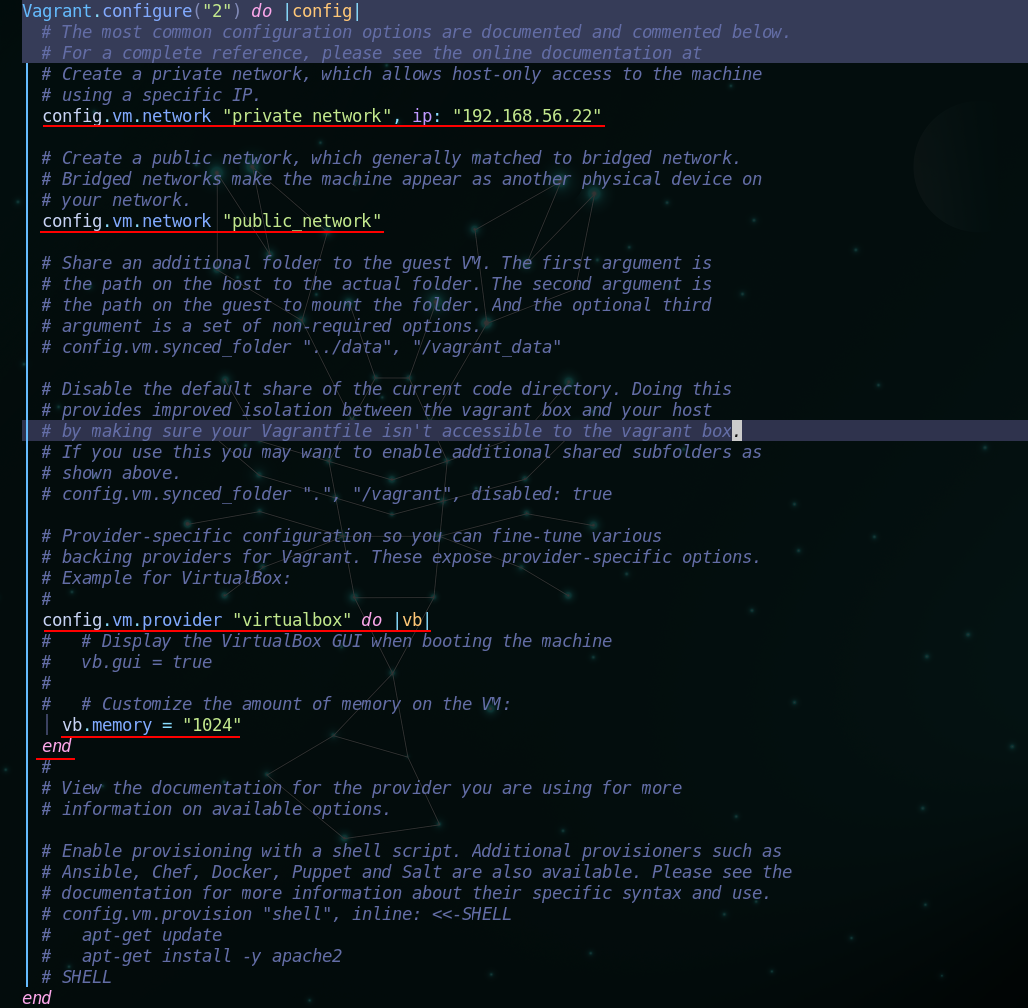 Vagrant.configure("2") do |config|
  # The most common configuration options are documented and commented below.
  # For a complete reference, please see the online documentation at
  # Create a private network, which allows host-only access to the machine
  # using a specific IP.
  config.vm.network "private_network", ip: "192.168.56.22"

  # Create a public network, which generally matched to bridged network.
  # Bridged networks make the machine appear as another physical device on
  # your network.
  config.vm.network "public_network"

  # Share an additional folder to the guest VM. The first argument is
  # the path on the host to the actual folder. The second argument is
  # the path on the guest to mount the folder. And the optional third
  # argument is a set of non-required options.
  # config.vm.synced_folder "../data", "/vagrant_data"

  # Disable the default share of the current code directory. Doing this
  # provides improved isolation between the vagrant box and your host
  # by making sure your Vagrantfile isn't accessible to the vagrant box.
  # If you use this you may want to enable additional shared subfolders as
  # shown above.
  # config.vm.synced_folder ".", "/vagrant", disabled: true

  # Provider-specific configuration so you can fine-tune various
  # backing providers for Vagrant. These expose provider-specific options.
  # Example for VirtualBox:
  #
  config.vm.provider "virtualbox" do |vb|
  #   # Display the VirtualBox GUI when booting the machine
  #   vb.gui = true
  #
  #   # Customize the amount of memory on the VM:
    vb.memory = "1024"
  end
  #
  # View the documentation for the provider you are using for more
  # information on available options.

  # Enable provisioning with a shell script. Additional provisioners such as
  # Ansible, Chef, Docker, Puppet and Salt are also available. Please see the
  # documentation for more information about their specific syntax and use.
  # config.vm.provision "shell", inline: <<-SHELL
  #   apt-get update
  #   apt-get install -y apache2
  # SHELL
end